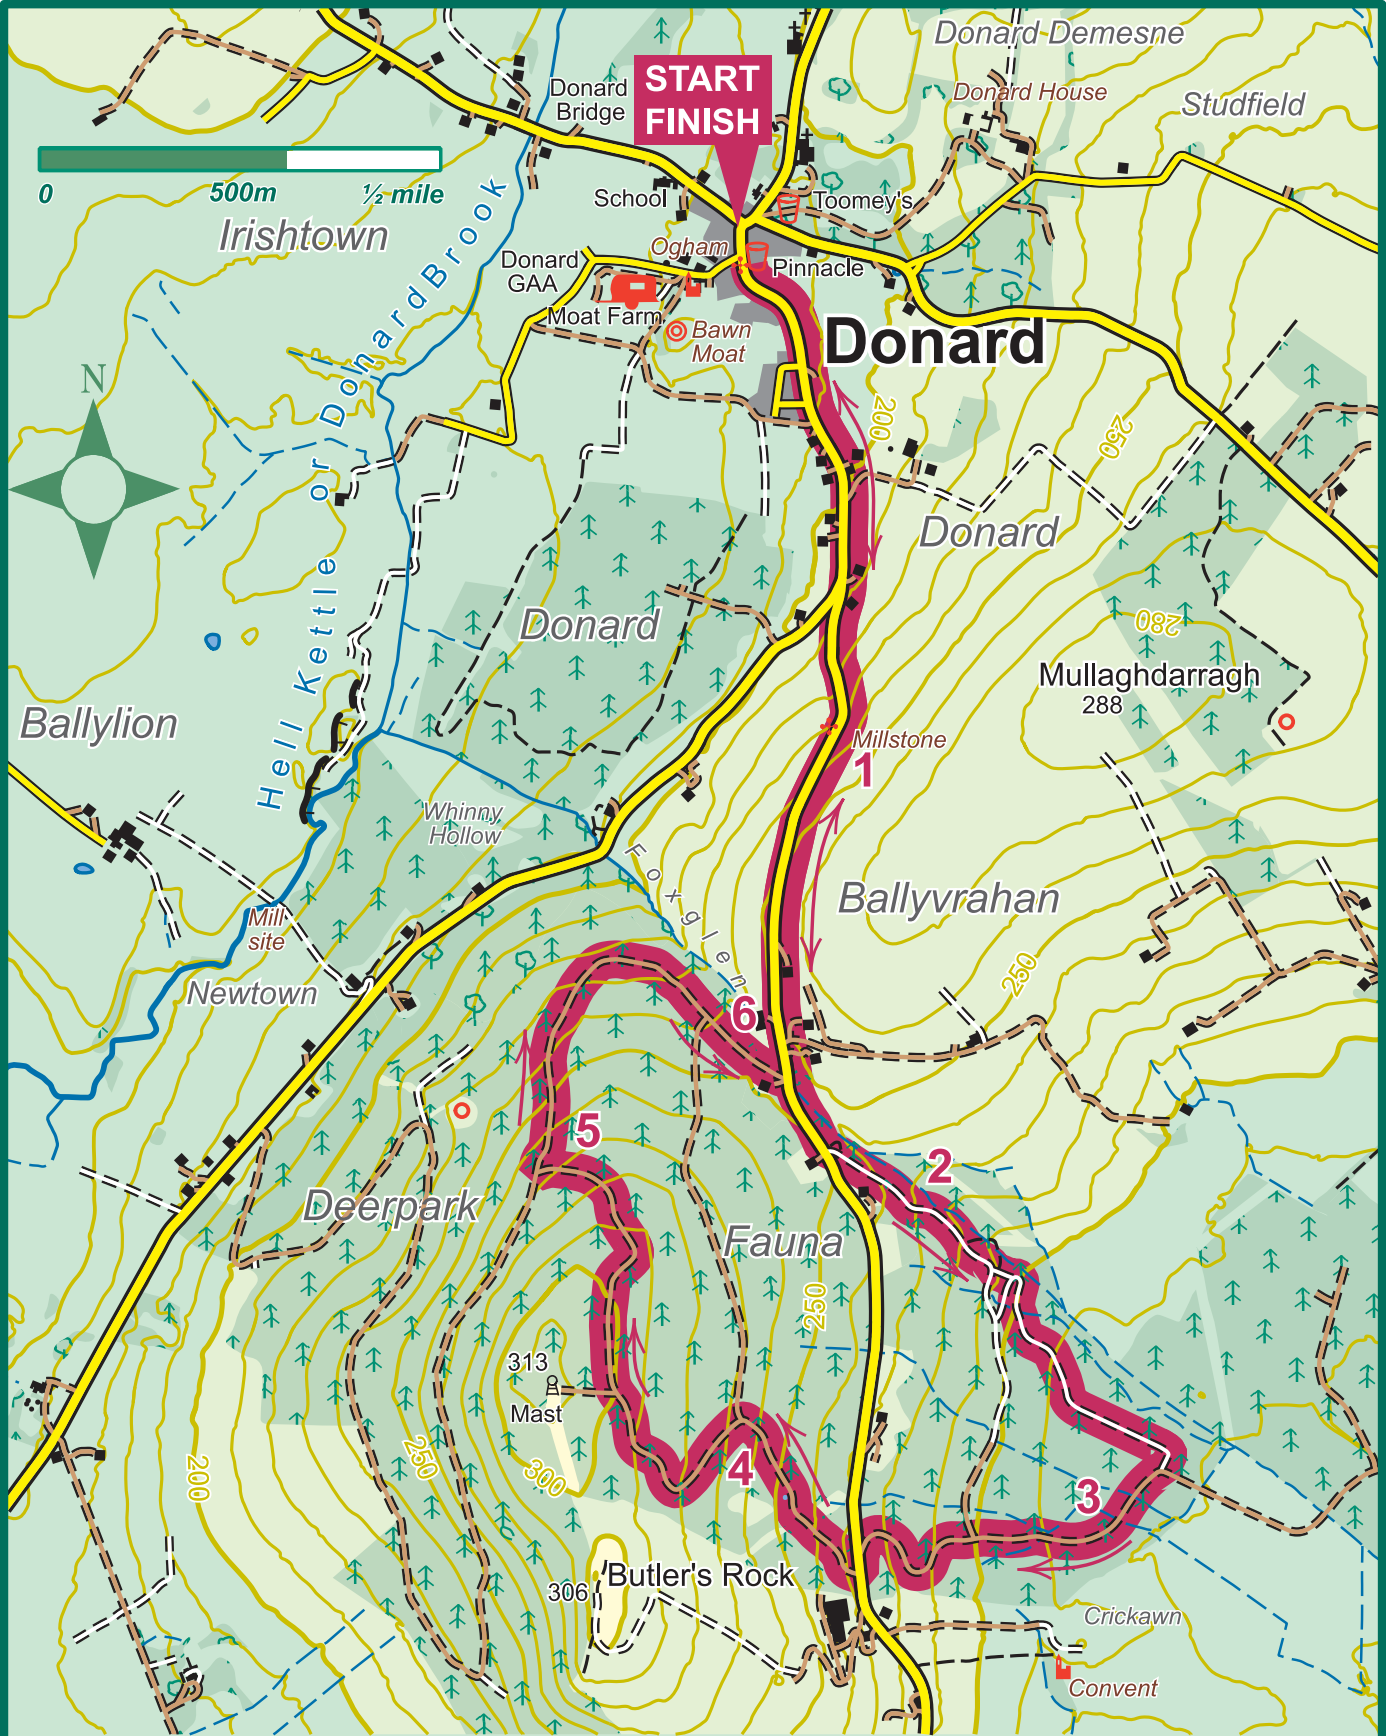 Donard Demesne
START
FINISH
Donard
Bridge
Donard House
Studfield
0
500m
½ mile
School
Toomey's
Irishtown
Ogham
Donard
GAA
Pinnacle
Moat Farm
Bawn
Moat
Donard
N
Hell Kettle or Donard Brook
200
250
Donard
280
Donard
Mullaghdarragh
288
Ballylion
Millstone
1
Whinny
Hollow
Foxglen
Ballyvrahan
Mill
site
250
Newtown
6
5
2
Deerpark
Fauna
250
313
Mast
250
300
200
4
3
Butler's Rock
306
Crickawn
Convent